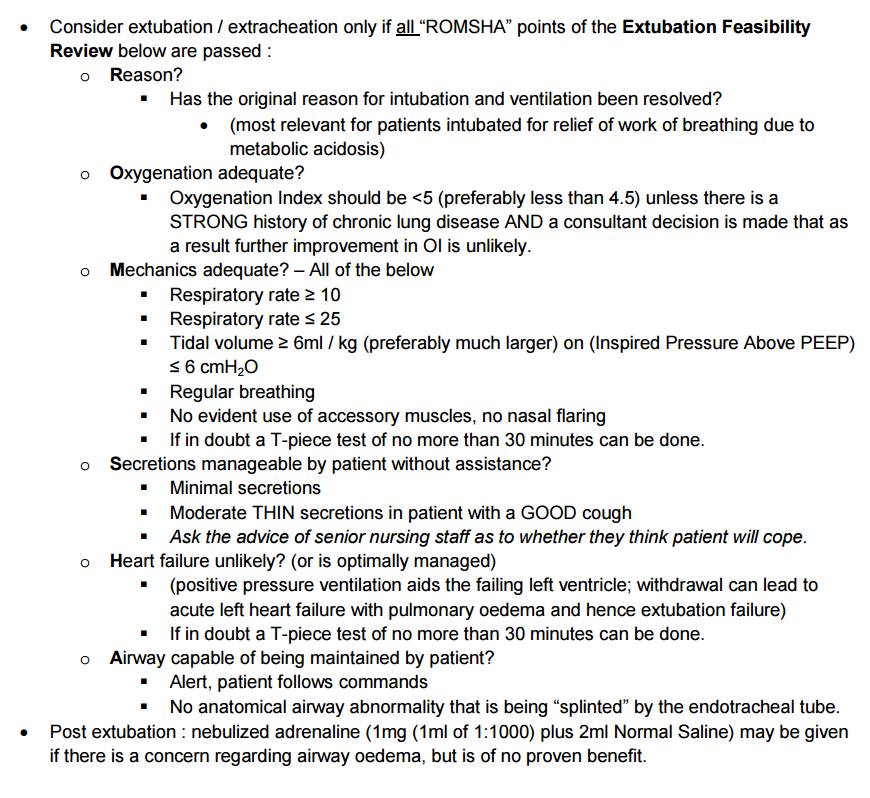 • Consider extubation / extracheation only if all “ROMSHA” points of the Extubation Feasibility
Review below are passed :
o Reason?
▪ Has the original reason for intubation and ventilation been resolved?
• (most relevant for patients intubated for relief of work of breathing due to
metabolic acidosis)
o Oxygenation adequate?
▪ Oxygenation Index should be <5 (preferably less than 4.5) unless there is a
STRONG history of chronic lung disease AND a consultant decision is made that as
a result further improvement in OI is unlikely.
o Mechanics adequate? – All of the below
▪ Respiratory rate ≥ 10
▪ Respiratory rate ≤ 25
▪ Tidal volume ≥ 6ml / kg (preferably much larger) on (Inspired Pressure Above PEEP)
≤ 6 cmH₂O
▪ Regular breathing
▪ No evident use of accessory muscles, no nasal flaring
▪ If in doubt a T-piece test of no more than 30 minutes can be done.
o Secretions manageable by patient without assistance?
▪ Minimal secretions
▪ Moderate THIN secretions in patient with a GOOD cough
▪ Ask the advice of senior nursing staff as to whether they think patient will cope.
o Heart failure unlikely? (or is optimally managed)
▪ (positive pressure ventilation aids the failing left ventricle; withdrawal can lead to
acute left heart failure with pulmonary oedema and hence extubation failure)
▪ If in doubt a T-piece test of no more than 30 minutes can be done.
o Airway capable of being maintained by patient?
▪ Alert, patient follows commands
▪ No anatomical airway abnormality that is being “splinted” by the endotracheal tube.
• Post extubation : nebulized adrenaline (1mg (1ml of 1:1000) plus 2ml Normal Saline) may be given
if there is a concern regarding airway oedema, but is of no proven benefit.